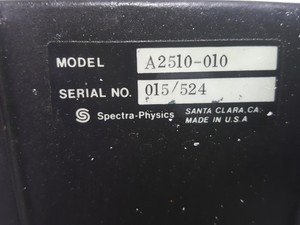 MODEL A2510-010
SERIAL NO. 015/524
Spectra-Physics SANTA CLARA, CA.
MADE IN U.S.A